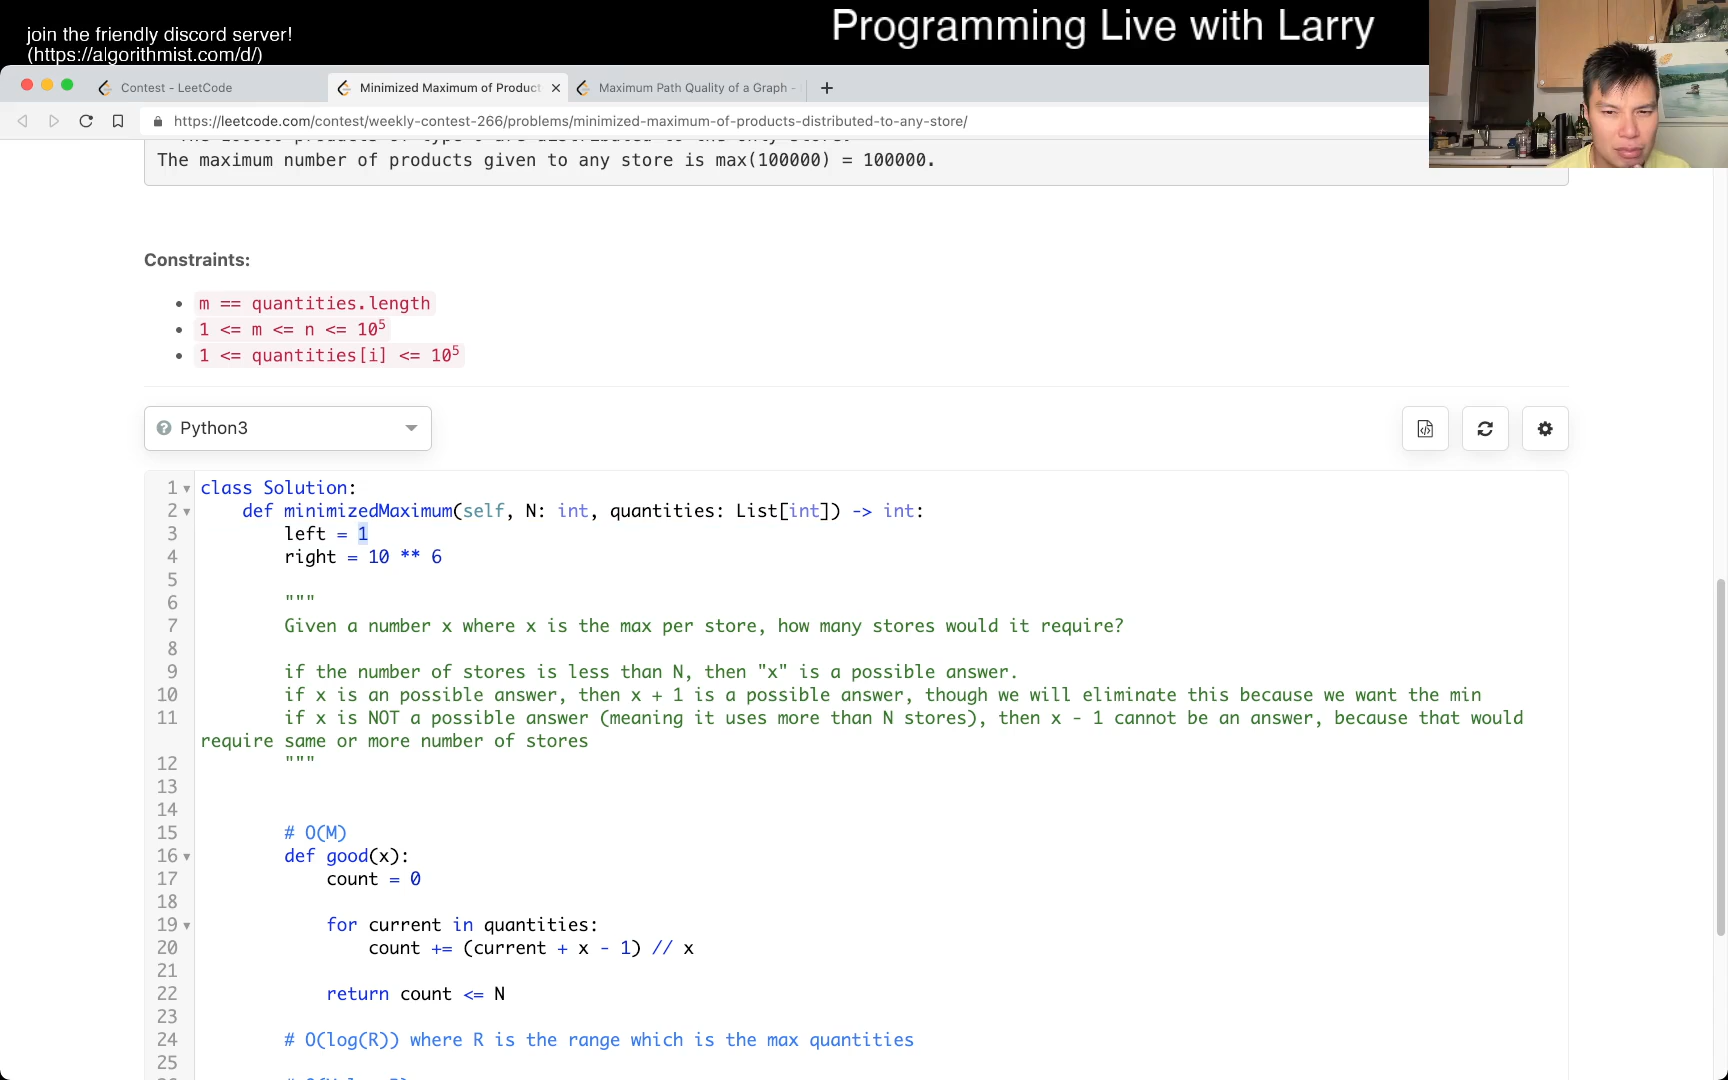 join the friendly discord server!
(https://algorithmist.com/d/)
Programming Live with Larry
Contest - LeetCode
Minimized Maximum of Product
Maximum Path Quality of a Graph -
https://leetcode.com/contest/weekly-contest-266/problems/minimized-maximum-of-products-distributed-to-any-store/
The maximum number of products given to any store is max(100000) = 100000.
Constraints:
m == quantities.length
1 <= m <= n <= 10^5
1 <= quantities[i] <= 10^5
Python3
1 class Solution:
2 def minimizedMaximum(self, N: int, quantities: List[int]) -> int:
3 left = 1
4 right = 10 ** 6
5
6 """
7 Given a number x where x is the max per store, how many stores would it require?
8
9 if the number of stores is less than N, then "x" is a possible answer.
10 if x is an possible answer, then x + 1 is a possible answer, though we will eliminate this because we want the min
11 if x is NOT a possible answer (meaning it uses more than N stores), then x - 1 cannot be an answer, because that would
require same or more number of stores
12 """
13
14
15 # O(M)
16 def good(x):
17 count = 0
18
19 for current in quantities:
20 count += (current + x - 1) // x
21
22 return count <= N
23
24 # O(log(R)) where R is the range which is the max quantities
25